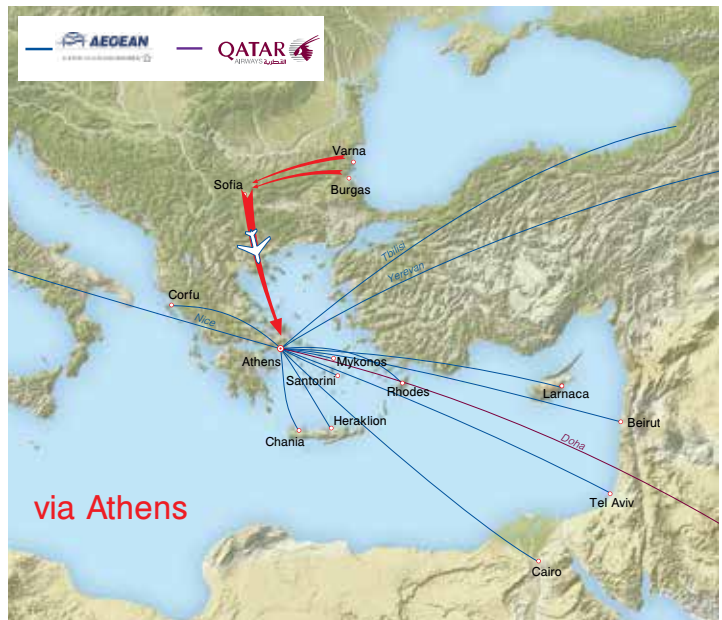 AEGEAN
QATAR
AIRWAYS القطرية
Varna
Sofia
Burgas
Tbilisi
Yerevan
Corfu
Nice
Athens
Mykonos
Santorini
Rhodes
Larnaca
Heraklion
Chania
Beirut
Doha
Tel Aviv
via Athens
Cairo